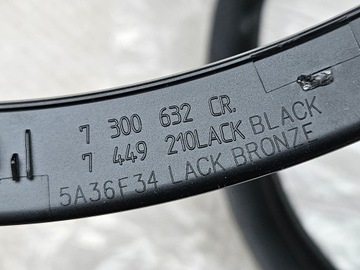 7 300 632 CR.
7 449 210LACK BLACK
5A36F34 LACK BRONZE